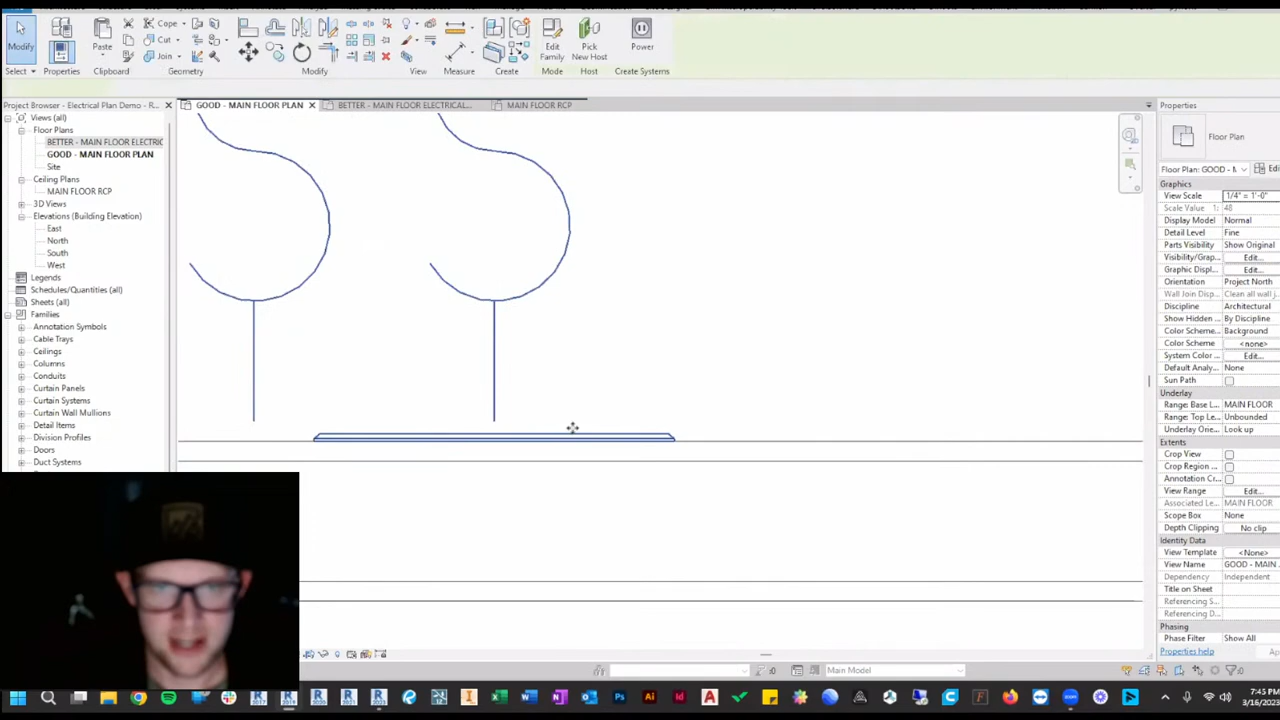 Modify
Select
Properties
Paste
Clipboard
Cope
Cut
Join
Geometry
Modify
View
Measure
Create
Edit
Family
Mode
Pick
New Host
Host
Power
Create Systems
Project Browser - Electrical Plan Demo - R...
GOOD - MAIN FLOOR PLAN
BETTER - MAIN FLOOR ELECTRICAL...
MAIN FLOOR RCP
Views (all)
Floor Plans
BETTER - MAIN FLOOR ELECTRIC
GOOD - MAIN FLOOR PLAN
Site
Ceiling Plans
MAIN FLOOR RCP
3D Views
Elevations (Building Elevation)
East
North
South
West
Legends
Schedules/Quantities (all)
Sheets (all)
Families
Annotation Symbols
Cable Trays
Ceilings
Columns
Conduits
Curtain Panels
Curtain Systems
Curtain Wall Mullions
Detail Items
Division Profiles
Doors
Duct Systems
Properties
Floor Plan
Floor Plan: GOOD - M Edi
Graphics
View Scale 1/4" = 1'-0"
Scale Value 1: 48
Display Model Normal
Detail Level Fine
Parts Visibility Show Original
Visibility/Grap... Edit...
Graphic Displ... Edit...
Orientation Project North
Wall Join Disp... Clean all wall j
Discipline Architectural
Show Hidden By Discipline
Color Scheme... Background
Color Scheme <none>
System Color ... Edit...
Default Analy... None
Sun Path
Underlay
Range: Base L... MAIN FLOOR
Range: Top Le... Unbounded
Underlay Orie... Look up
Extents
Crop View
Crop Region ...
Annotation Cr...
View Range Edit...
Associated Le... MAIN FLOOR
Scope Box None
Depth Clipping No clip
Identity Data
View Template <None>
View Name GOOD - MAIN
Dependency Independent
Title on Sheet
Referencing S...
Referencing D...
Phasing
Phase Filter Show All
Properties help Ap
:0 Main Model :0
7:45 PM
3/16/2023